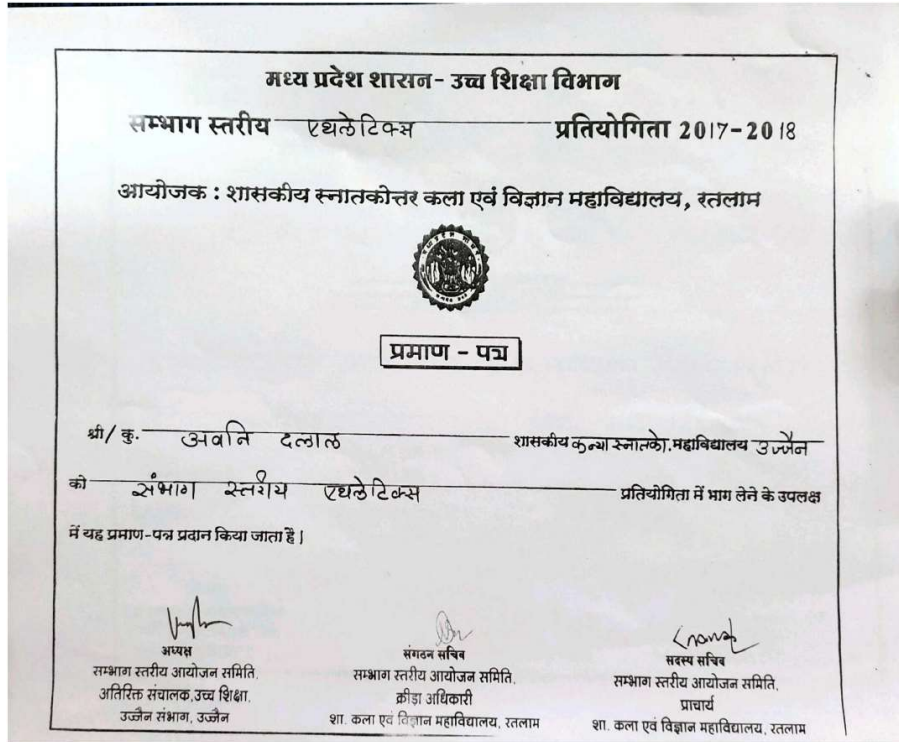 मध्य प्रदेश शासन- उच्च शिक्षा विभाग
सम्भाग स्तरीय एथलेटिक्स प्रतियोगिता 2017-2018
आयोजक : शासकीय स्नातकोत्तर कला एवं विज्ञान महाविद्यालय, रतलाम
प्रमाण - पत्र
श्री/ कु. अवनि दलाल शासकीय कन्या स्नातको. महाविद्यालय उज्जैन
को संभाग स्तरीय एथलेटिक्स प्रतियोगिता में भाग लेने के उपलक्ष
में यह प्रमाण-पत्र प्रदान किया जाता है।
अध्यक्ष
सम्भाग स्तरीय आयोजन समिति,
अतिरिक्त संचालक,उच्च शिक्षा,
उज्जैन संभाग, उज्जैन
संगठन सचिव
सम्भाग स्तरीय आयोजन समिति,
क्रीड़ा अधिकारी
शा. कला एवं विज्ञान महाविद्यालय, रतलाम
सदस्य सचिव
सम्भाग स्तरीय आयोजन समिति,
प्राचार्य
शा. कला एवं विज्ञान महाविद्यालय, रतलाम